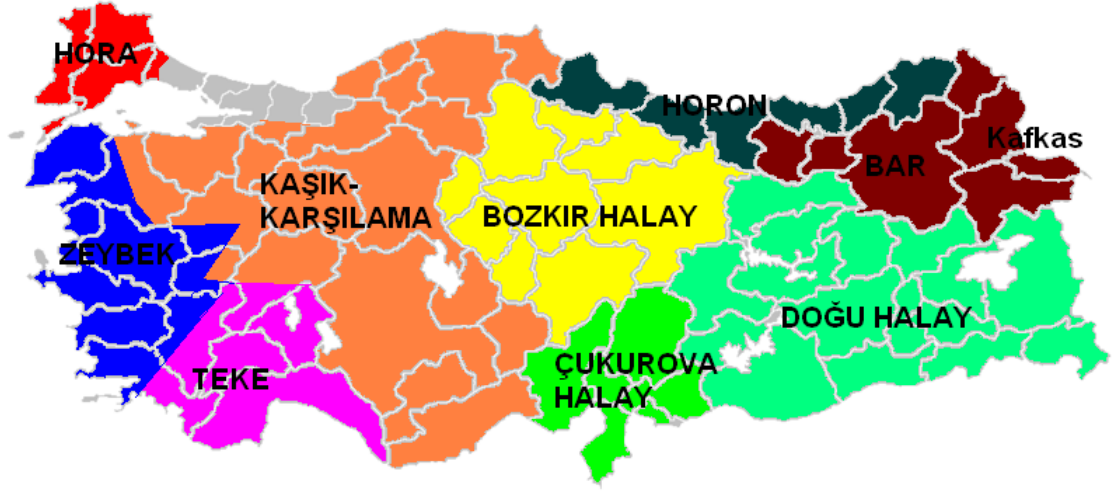 HORA
HORON
Kafkas
BAR
KAŞIK-
KARŞILAMA
BOZKIR HALAY
ZEYBEK
DOĞU HALAY
TEKE
ÇUKUROVA
HALAY